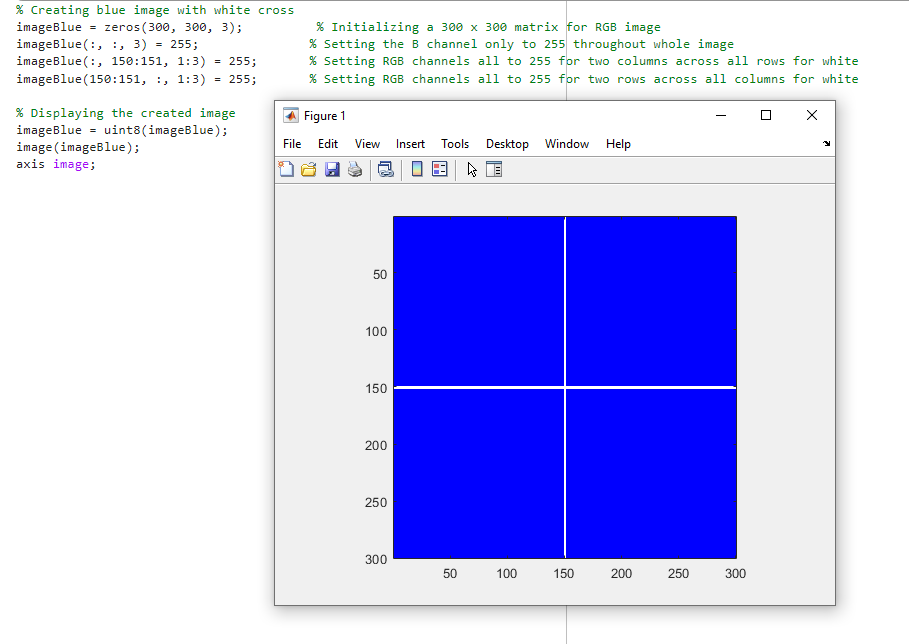 % Creating blue image with white cross
imageBlue = zeros(300, 300, 3);          % Initializing a 300 x 300 matrix for RGB image
imageBlue(:, :, 3) = 255;               % Setting the B channel only to 255 throughout whole image
imageBlue(:, 150:151, 1:3) = 255;       % Setting RGB channels all to 255 for two columns across all rows for white
imageBlue(150:151, :, 1:3) = 255;       % Setting RGB channels all to 255 for two rows across all columns for white
% Displaying the created image
imageBlue = uint8(imageBlue);
image(imageBlue);
axis image;
Figure 1
File Edit View Insert Tools Desktop Window Help
50
100
150
200
250
300
50 100 150 200 250 300